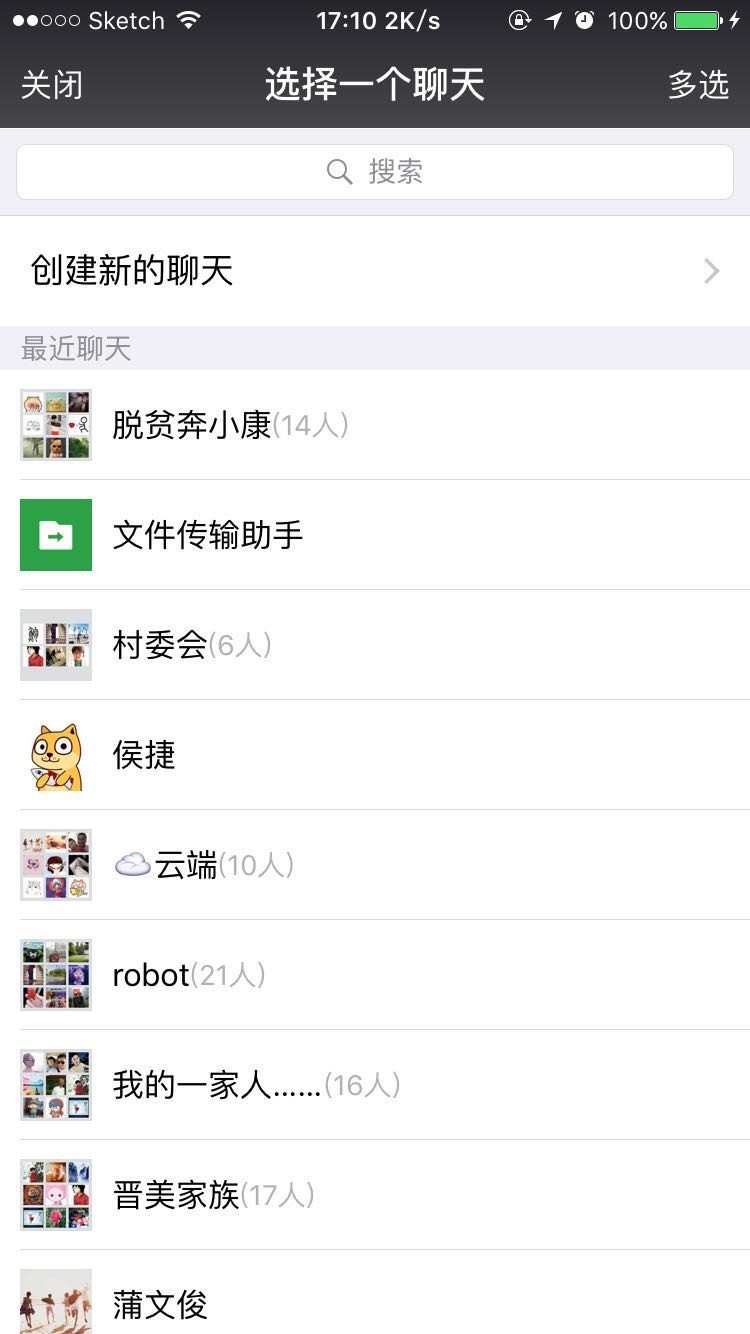 Sketch 17:10 2K/s 100%
关闭 选择一个聊天 多选
搜索
创建新的聊天
最近聊天
脱贫奔小康(14人)
文件传输助手
村委会(6人)
侯捷
☁️云端(10人)
robot(21人)
我的一家人……(16人)
晋美家族(17人)
蒲文俊